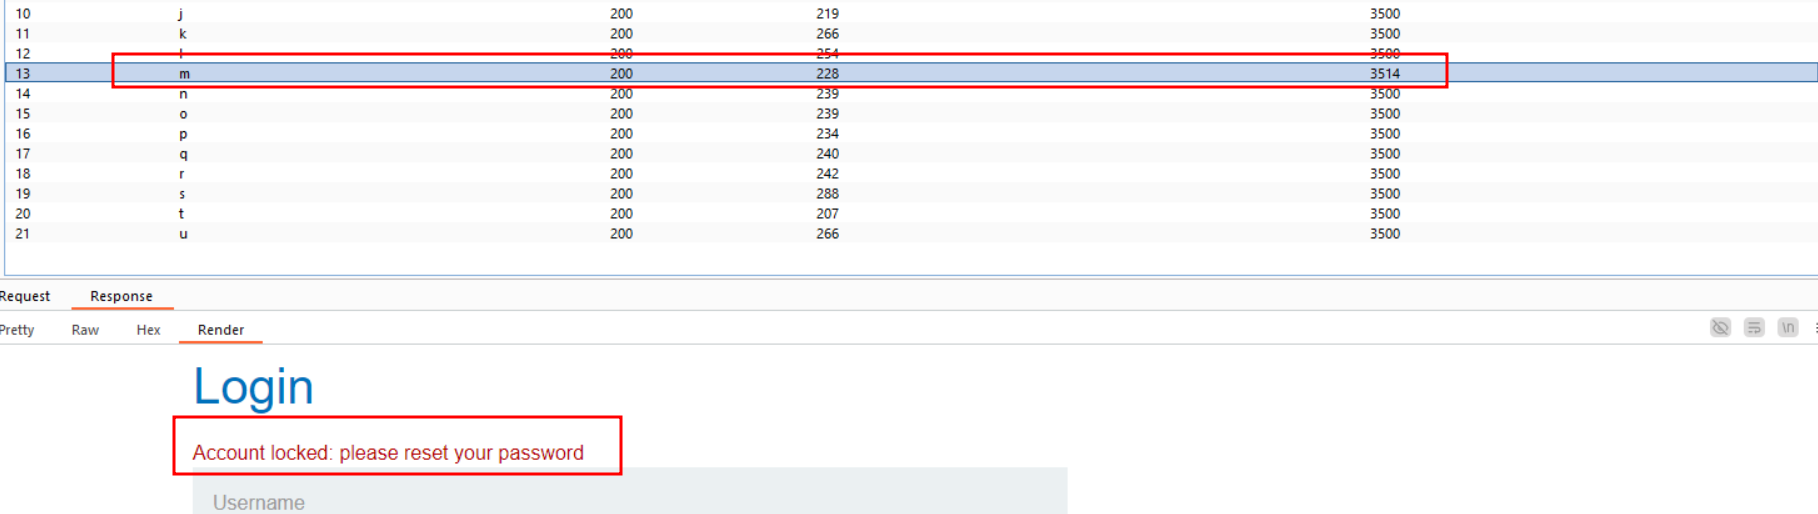 10 j 200 219 3500
11 k 200 266 3500
12 l 200 254 3500
13 m 200 228 3514
14 n 200 239 3500
15 o 200 239 3500
16 p 200 234 3500
17 q 200 240 3500
18 r 200 242 3500
19 s 200 288 3500
20 t 200 207 3500
21 u 200 266 3500
Request Response
Pretty Raw Hex Render \n
Login
Account locked: please reset your password
Username